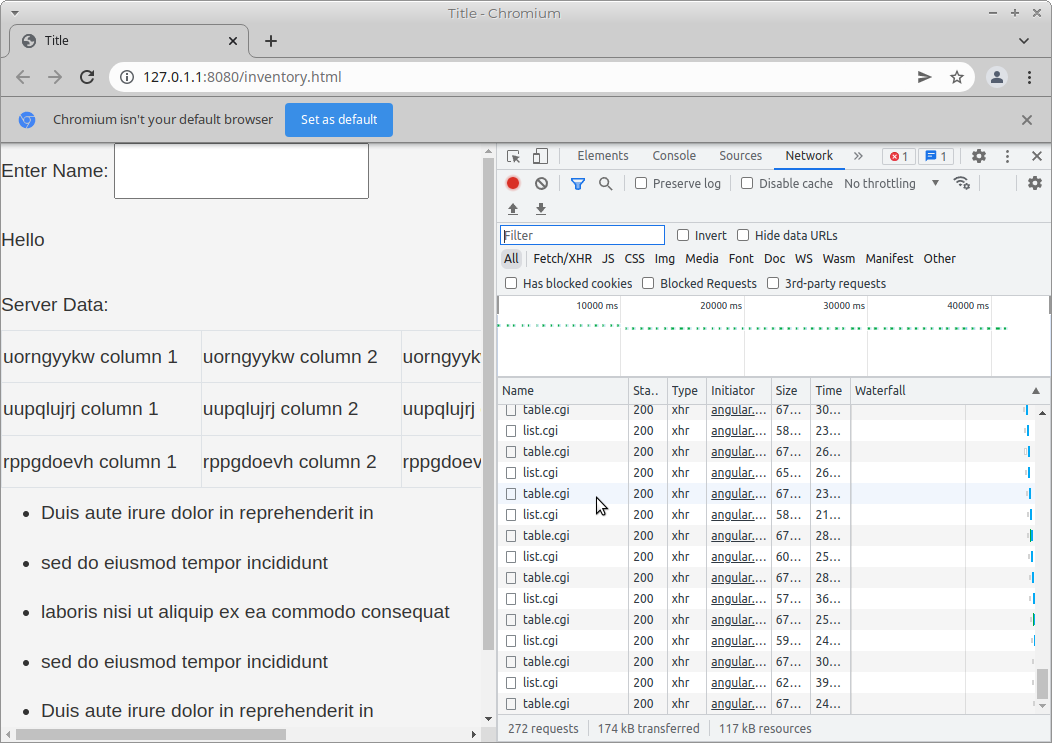 Title - Chromium
Title
127.0.1.1:8080/inventory.html
Chromium isn't your default browser Set as default
Enter Name:
Hello
Server Data:
uorngyykw column 1 uorngyykw column 2 uorngyyk
uupqlujrj column 1 uupqlujrj column 2 uupqlujrj
rppgdoevh column 1 rppgdoevh column 2 rppgdoev
• Duis aute irure dolor in reprehenderit in
• sed do eiusmod tempor incididunt
• laboris nisi ut aliquip ex ea commodo consequat
• sed do eiusmod tempor incididunt
• Duis aute irure dolor in reprehenderit in
Elements Console Sources Network » 1 1
Preserve log Disable cache No throttling
Filter Invert Hide data URLs
All Fetch/XHR JS CSS Img Media Font Doc WS Wasm Manifest Other
Has blocked cookies Blocked Requests 3rd-party requests
10000 ms 20000 ms 30000 ms 40000 ms
Name Sta.. Type Initiator Size Time Waterfall
table.cgi 200 xhr angular.... 67... 30...
list.cgi 200 xhr angular.... 58... 23...
table.cgi 200 xhr angular.... 67... 26...
list.cgi 200 xhr angular.... 65... 26...
table.cgi 200 xhr angular.... 67... 23...
list.cgi 200 xhr angular.... 58... 21...
table.cgi 200 xhr angular.... 67... 28...
list.cgi 200 xhr angular.... 60... 25...
table.cgi 200 xhr angular.... 67... 28...
list.cgi 200 xhr angular.... 57... 36...
table.cgi 200 xhr angular.... 67... 25...
list.cgi 200 xhr angular.... 59... 24...
table.cgi 200 xhr angular.... 67... 30...
list.cgi 200 xhr angular.... 62... 39...
table.cgi 200 xhr angular.... 67... 24...
272 requests 174 kB transferred 117 kB resources